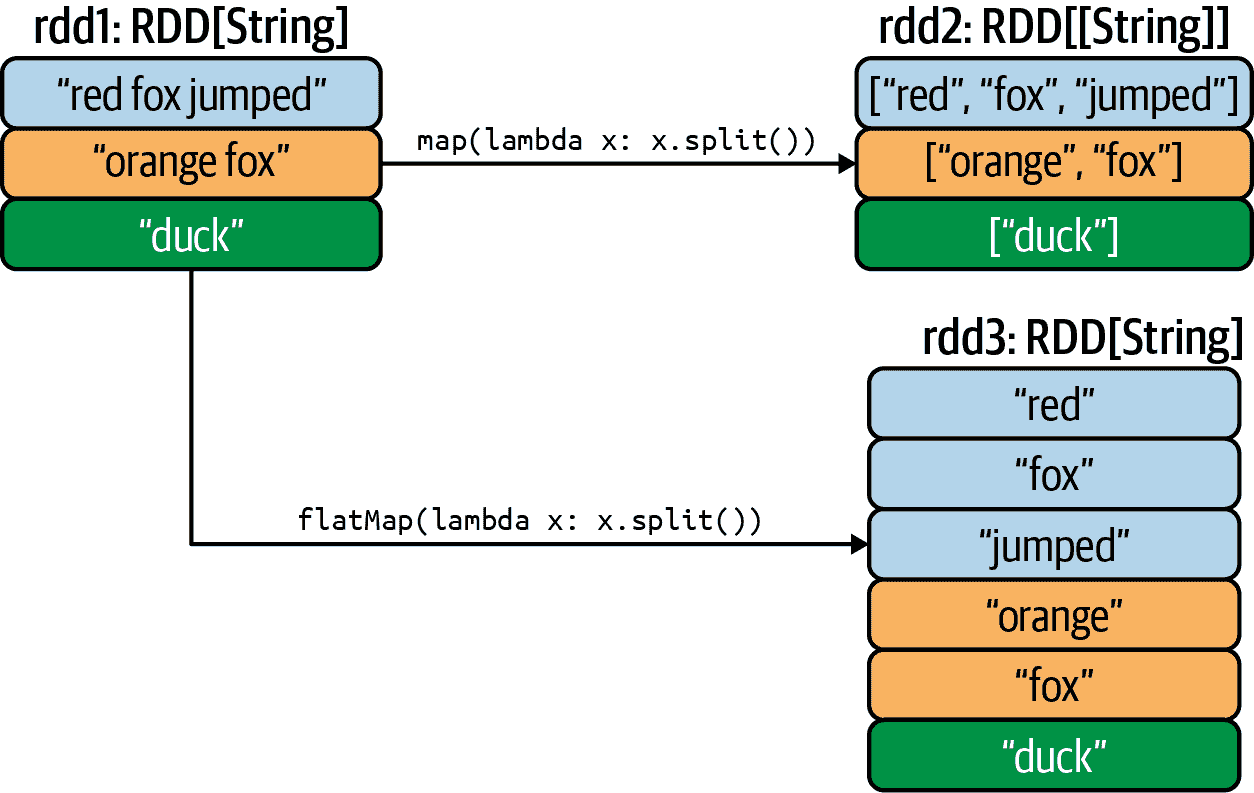 rdd1: RDD[String]
“red fox jumped”
“orange fox”
“duck”
map(lambda x: x.split())
rdd2: RDD[[String]]
[“red”, “fox”, “jumped”]
[“orange”, “fox”]
[“duck”]
flatMap(lambda x: x.split())
rdd3: RDD[String]
“red”
“fox”
“jumped”
“orange”
“fox”
“duck”